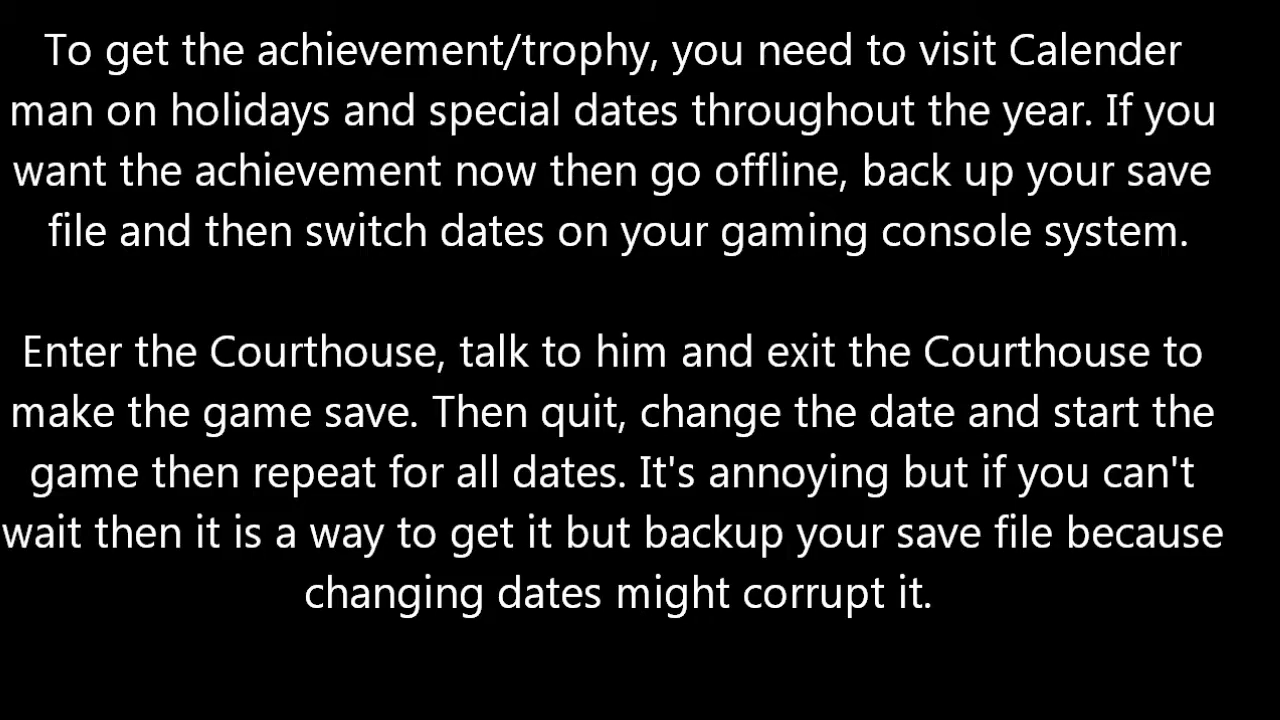 To get the achievement/trophy, you need to visit Calender
man on holidays and special dates throughout the year. If you
want the achievement now then go offline, back up your save
file and then switch dates on your gaming console system.
Enter the Courthouse, talk to him and exit the Courthouse to
make the game save. Then quit, change the date and start the
game then repeat for all dates. It's annoying but if you can't
wait then it is a way to get it but backup your save file because
changing dates might corrupt it.